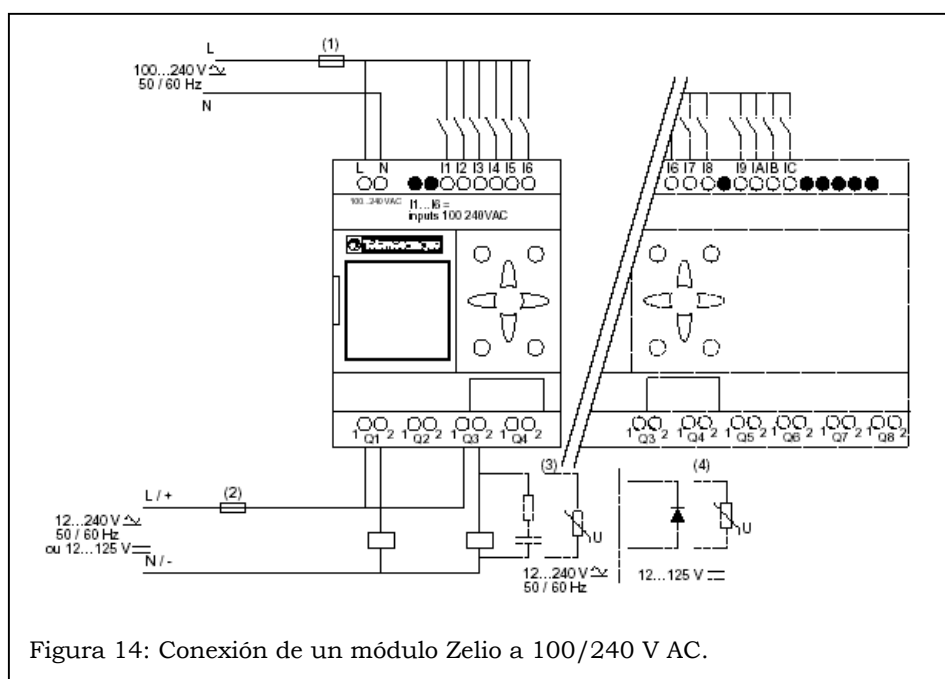 L
(1)
100...240 V
50 / 60 Hz
N
L N I1 I2 I3 I4 I5 I6
I6 I7 I8 I9 IA IB IC
100...240VAC
I1... I6 =
inputs 100 240VAC
Telemecanique
1 Q1 2 1 Q2 2 1 Q3 2 1 Q4 2
1 Q3 2 1 Q4 2 1 Q5 2 1 Q6 2 1 Q7 2 1 Q8 2
(3)
(4)
L / +
(2)
12...240 V
50 / 60 Hz
ou 12...125 V
N / -
U
U
12...240 V
50 / 60 Hz
12...125 V
Figura 14: Conexión de un módulo Zelio a 100/240 V AC.